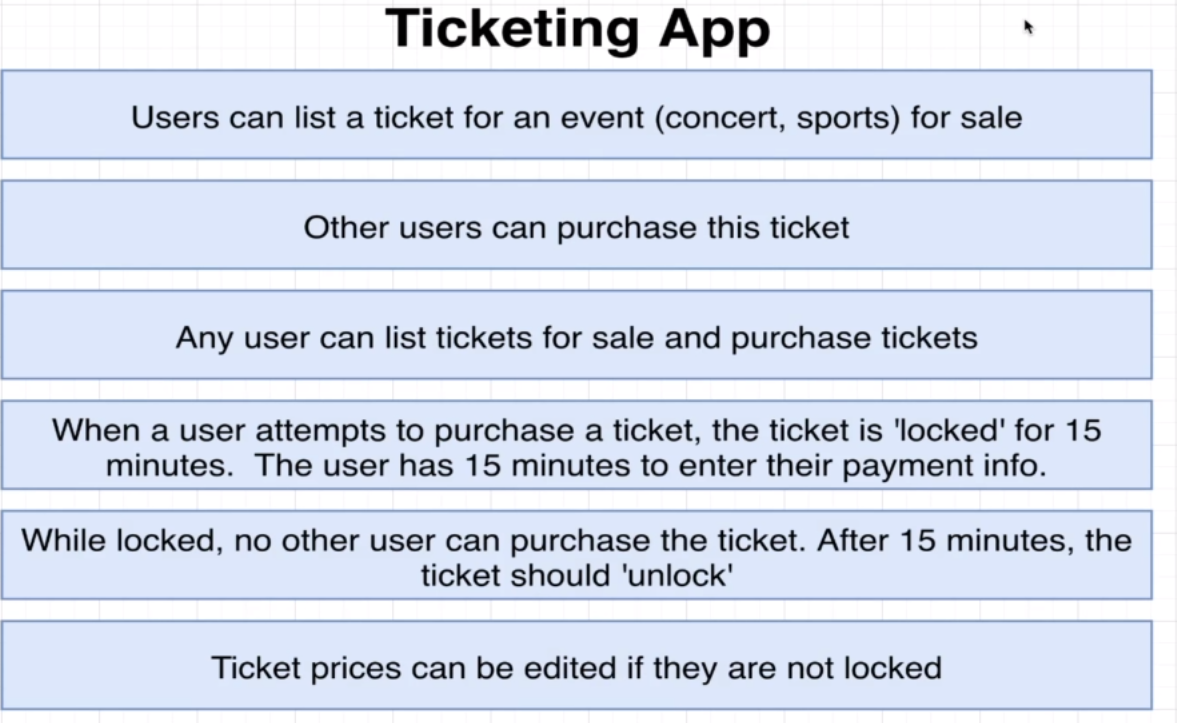 Ticketing App
Users can list a ticket for an event (concert, sports) for sale
Other users can purchase this ticket
Any user can list tickets for sale and purchase tickets
When a user attempts to purchase a ticket, the ticket is 'locked' for 15
minutes.  The user has 15 minutes to enter their payment info.
While locked, no other user can purchase the ticket. After 15 minutes, the
ticket should 'unlock'
Ticket prices can be edited if they are not locked